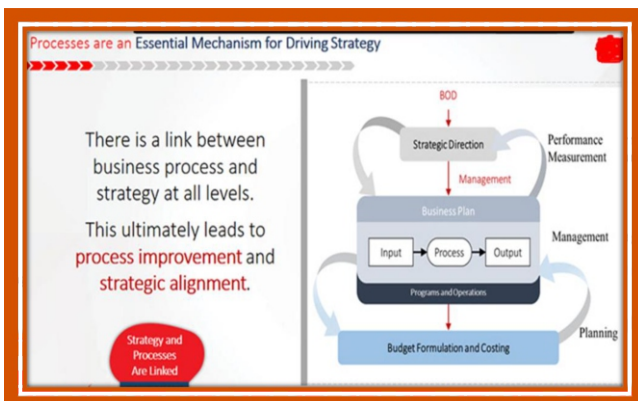 Processes are an Essential Mechanism for Driving Strategy
There is a link between
business process and
strategy at all levels.
This ultimately leads to
process improvement and
strategic alignment.
Strategy and
Processes
Are Linked
BOD
Strategic Direction
Performance
Measurement
Management
Business Plan
Input
Process
Output
Management
Programs and Operations
Planning
Budget Formulation and Costing